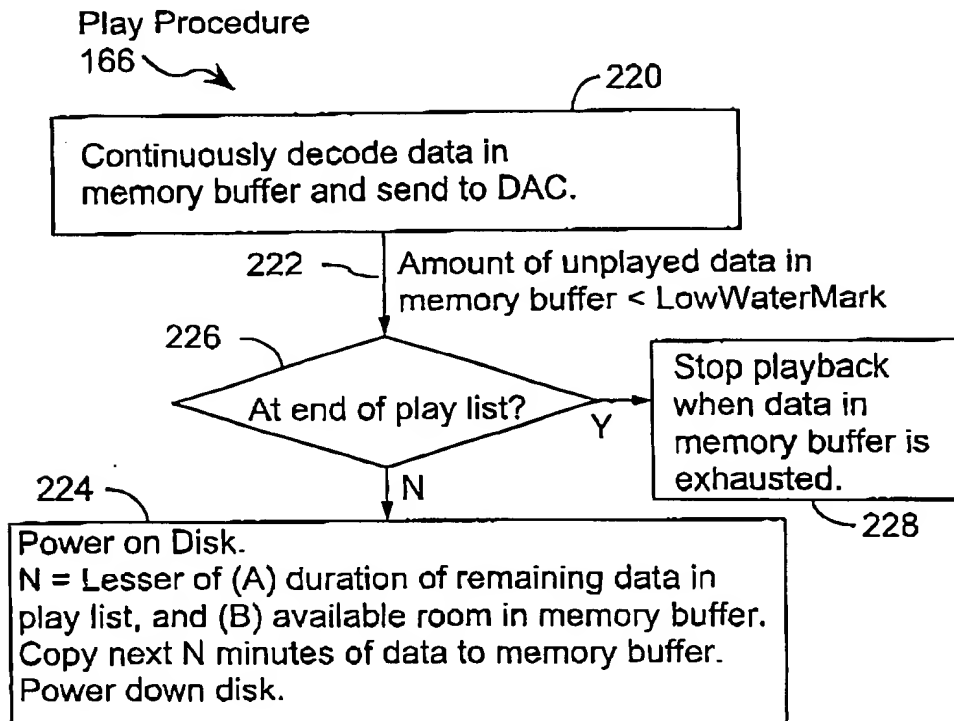 Play Procedure
166
220
Continuously decode data in
memory buffer and send to DAC.
222
Amount of unplayed data in
memory buffer < LowWaterMark
226
At end of play list?
Y
Stop playback
when data in
memory buffer is
exhausted.
228
N
224
Power on Disk.
N = Lesser of (A) duration of remaining data in
play list, and (B) available room in memory buffer.
Copy next N minutes of data to memory buffer.
Power down disk.